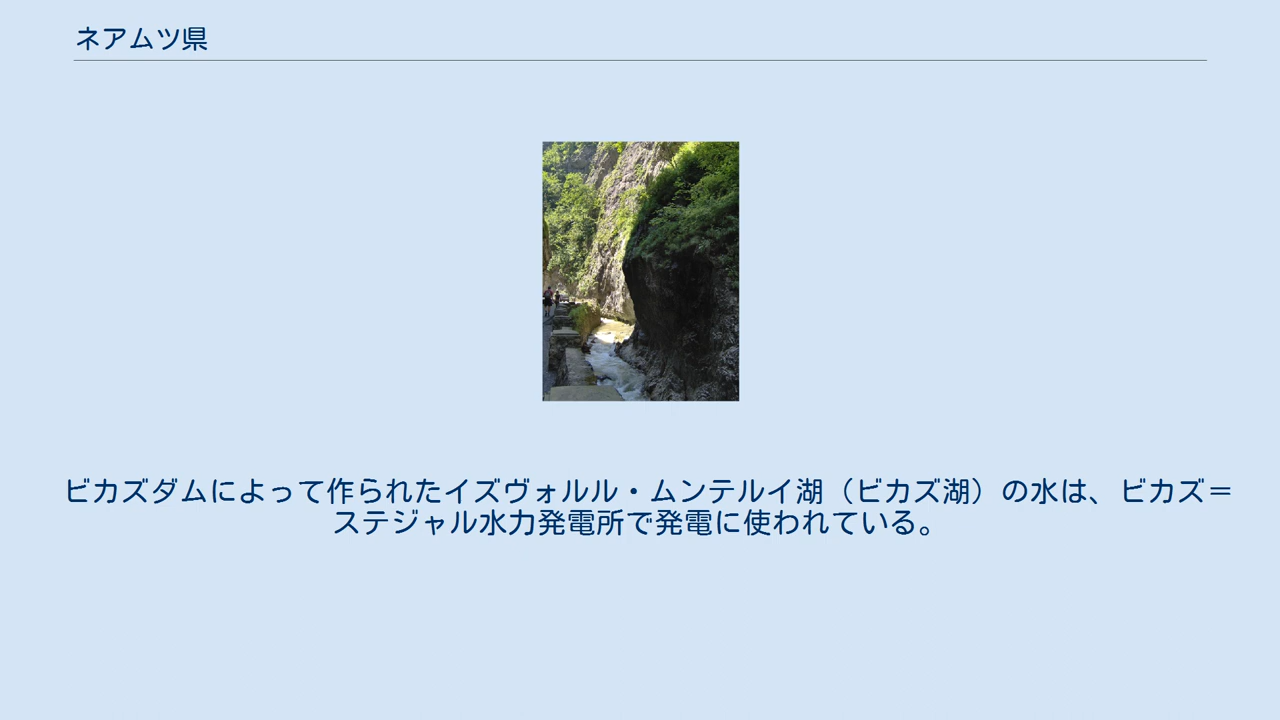 ネアムツ県
ビカズダムによって作られたイズヴォルル・ムンテルイ湖（ビカズ湖）の水は、ビカズ＝
ステジャル水力発電所で発電に使われている。